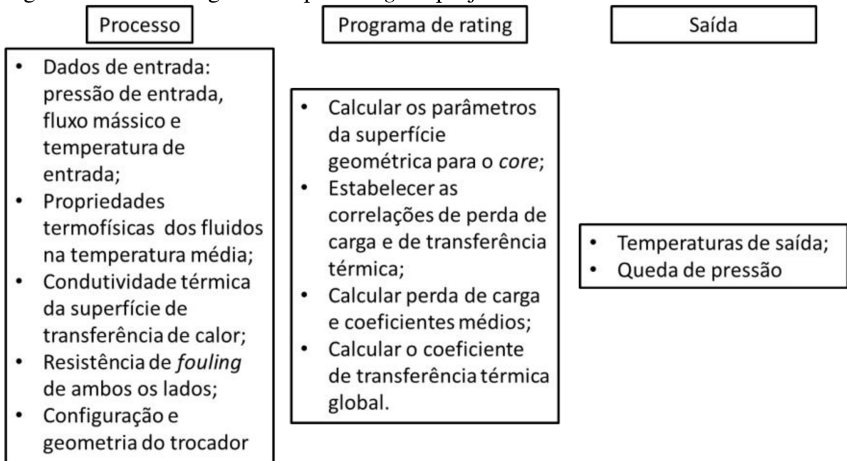 Processo
Programa de rating
Saída
• Dados de entrada:
pressão de entrada,
fluxo mássico e
temperatura de
entrada;
• Propriedades
termofísicas dos fluidos
na temperatura média;
• Condutividade térmica
da superfície de
transferência de calor;
• Resistência de fouling
de ambos os lados;
• Configuração e
geometria do trocador
• Calcular os parâmetros
da superfície
geométrica para o core;
• Estabelecer as
correlações de perda de
carga e de transferência
térmica;
• Calcular perda de carga
e coeficientes médios;
• Calcular o coeficiente
de transferência térmica
global.
• Temperaturas de saída;
• Queda de pressão